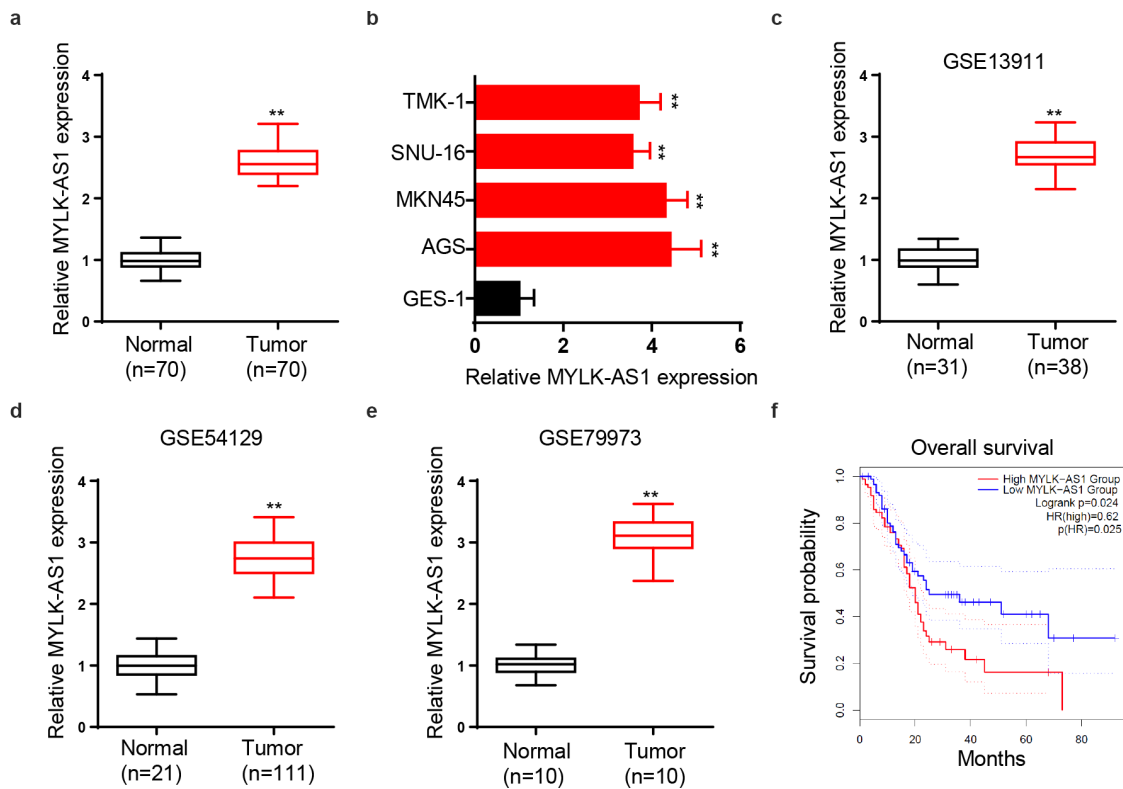 a
Relative MYLK-AS1 expression
4
3
2
1
0
**
Normal
(n=70)
Tumor
(n=70)
b
TMK-1
SNU-16
MKN45
AGS
GES-1
**
**
**
**
0 2 4 6
Relative MYLK-AS1 expression
c
GSE13911
Relative MYLK-AS1 expression
4
3
2
1
0
**
Normal
(n=31)
Tumor
(n=38)
d
GSE54129
Relative MYLK-AS1 expression
4
3
2
1
0
**
Normal
(n=21)
Tumor
(n=111)
e
GSE79973
Relative MYLK-AS1 expression
4
3
2
1
0
**
Normal
(n=10)
Tumor
(n=10)
f
Overall survival
Survival probability
1.0
0.8
0.6
0.4
0.2
0.0
High MYLK-AS1 Group
Low MYLK-AS1 Group
Logrank p=0.024
HR(high)=0.62
p(HR)=0.025
0 20 40 60 80
Months